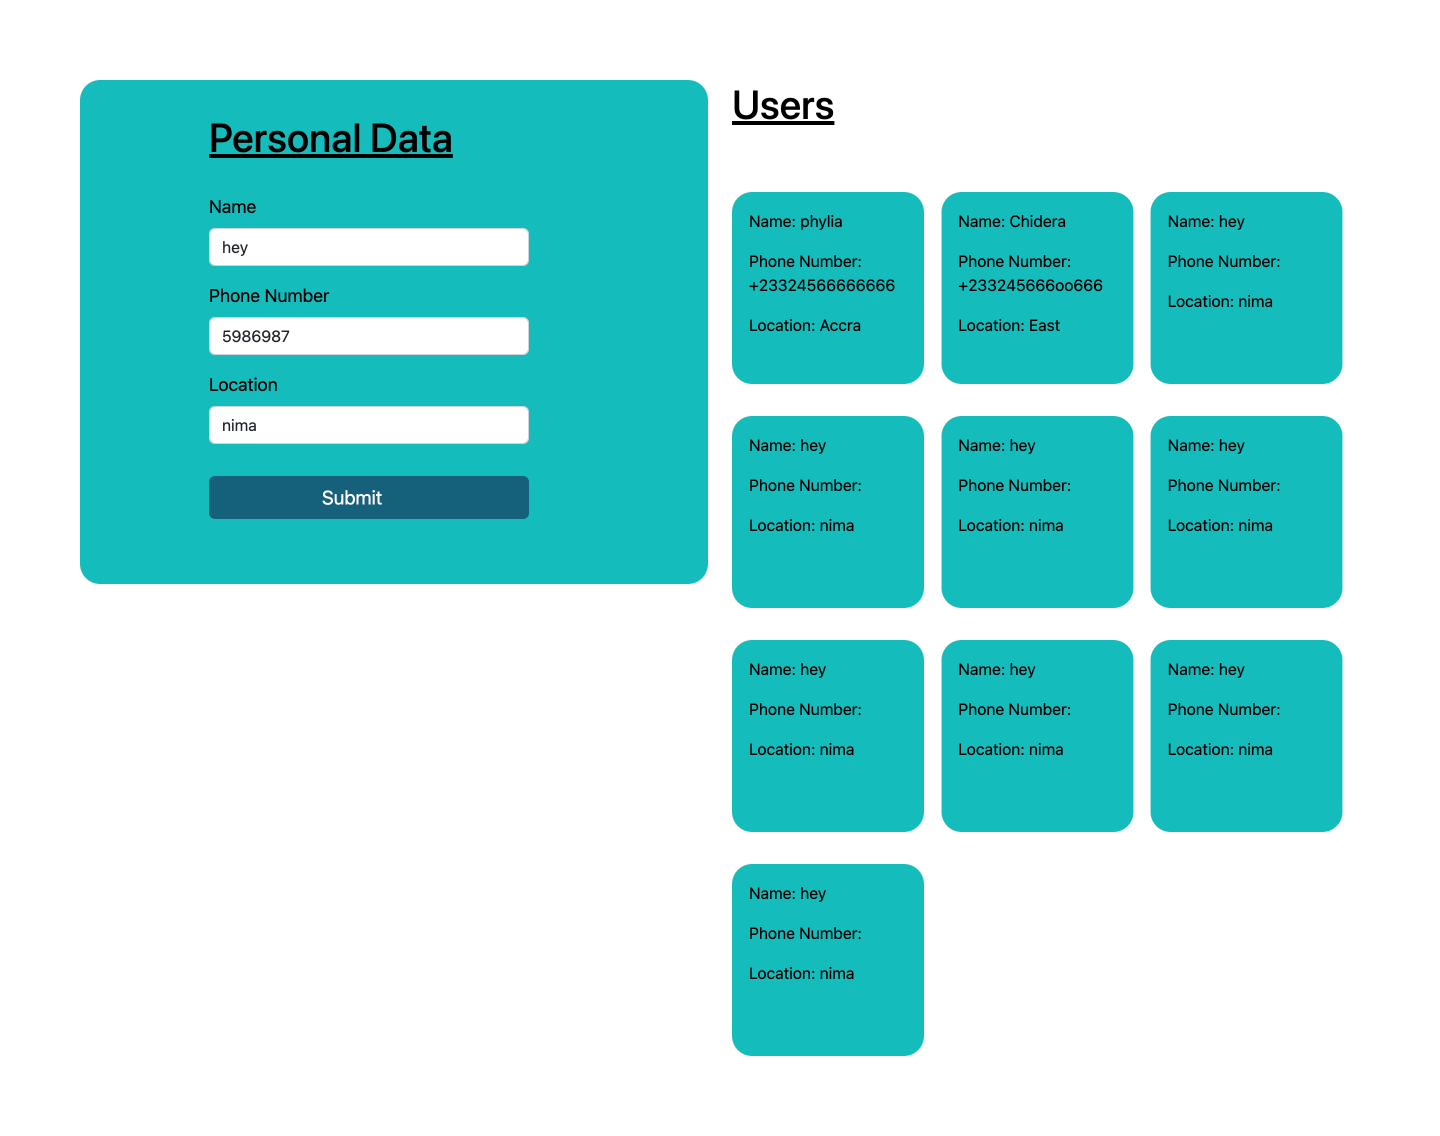 Personal Data
Name
hey
Phone Number
5986987
Location
nima
Submit
Users
Name: phylia
Phone Number:
+23324566666666
Location: Accra
Name: Chidera
Phone Number:
+233245666oo666
Location: East
Name: hey
Phone Number:
Location: nima
Name: hey
Phone Number:
Location: nima
Name: hey
Phone Number:
Location: nima
Name: hey
Phone Number:
Location: nima
Name: hey
Phone Number:
Location: nima
Name: hey
Phone Number:
Location: nima
Name: hey
Phone Number:
Location: nima
Name: hey
Phone Number:
Location: nima